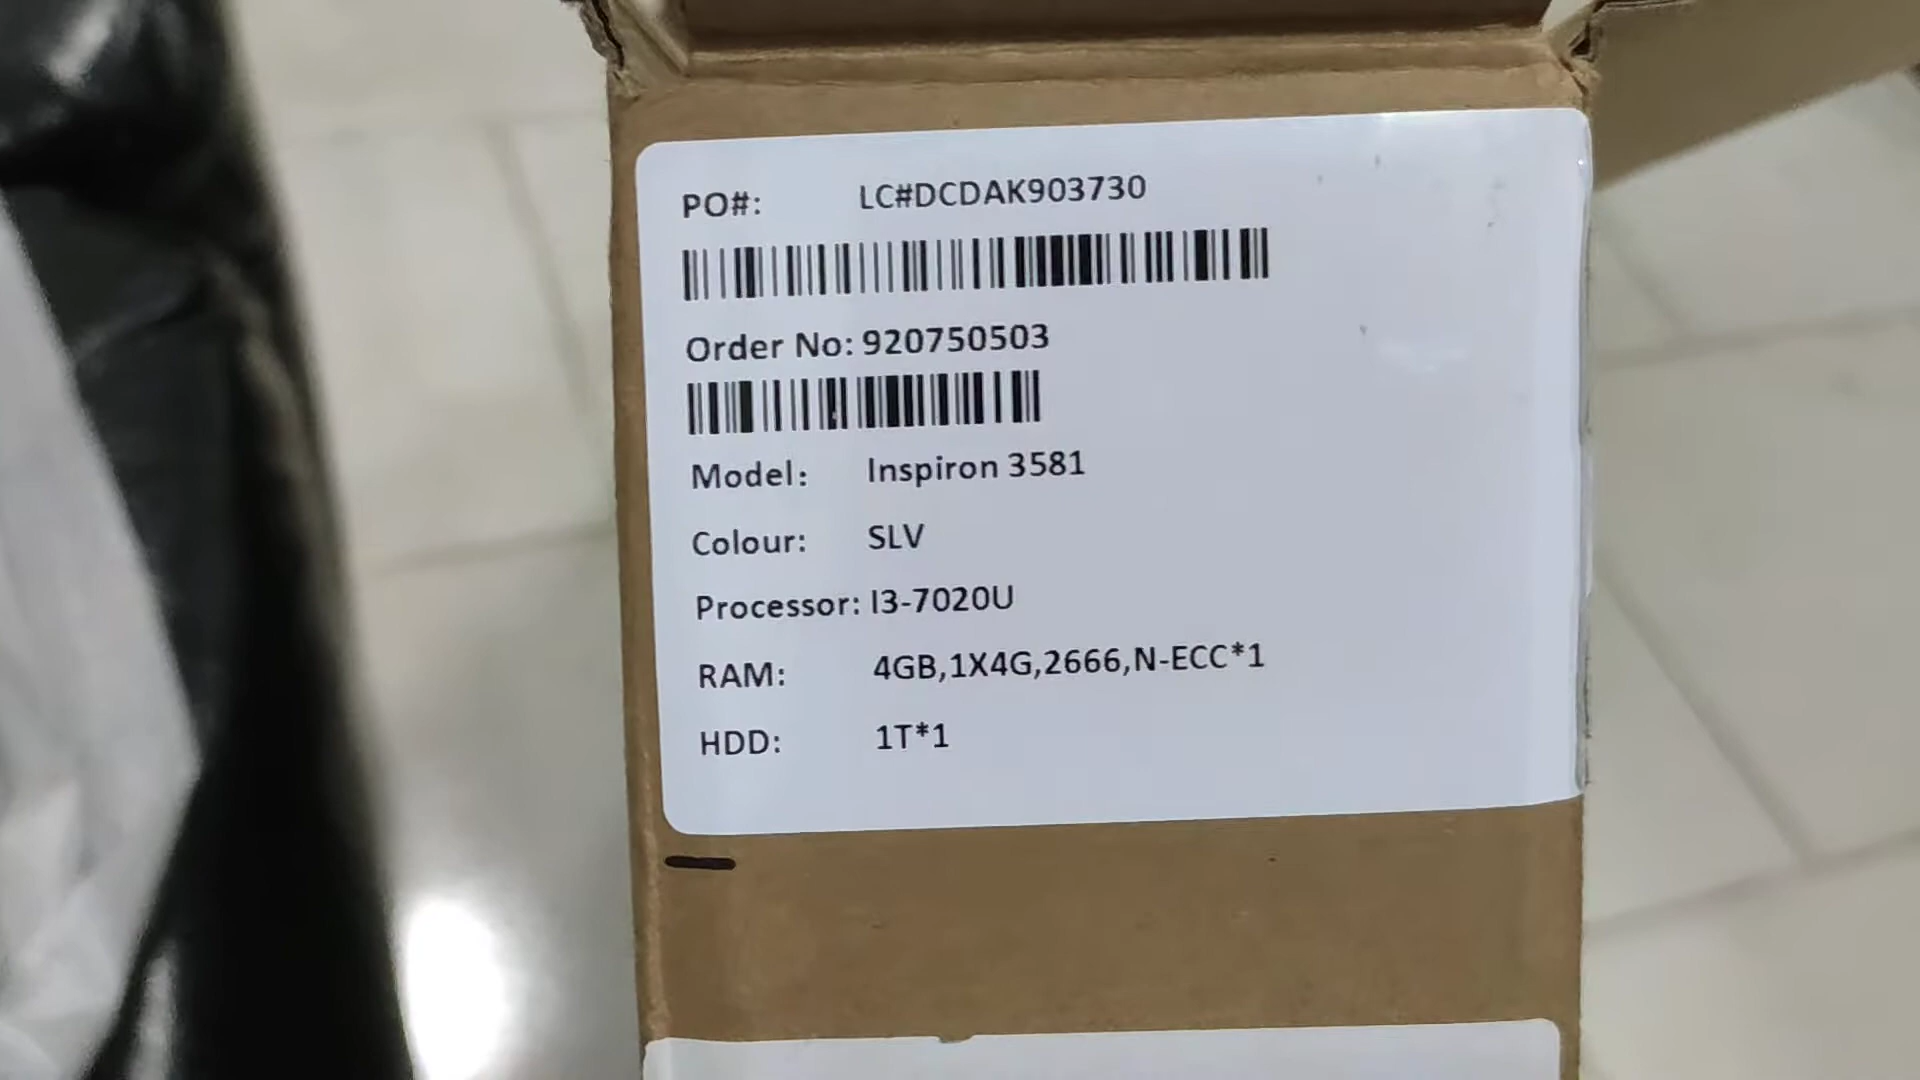 PO#: LC#DCDAK903730
Order No: 920750503
Model: Inspiron 3581
Colour: SLV
Processor: I3-7020U
RAM: 4GB,1X4G,2666,N-ECC*1
HDD: 1T*1